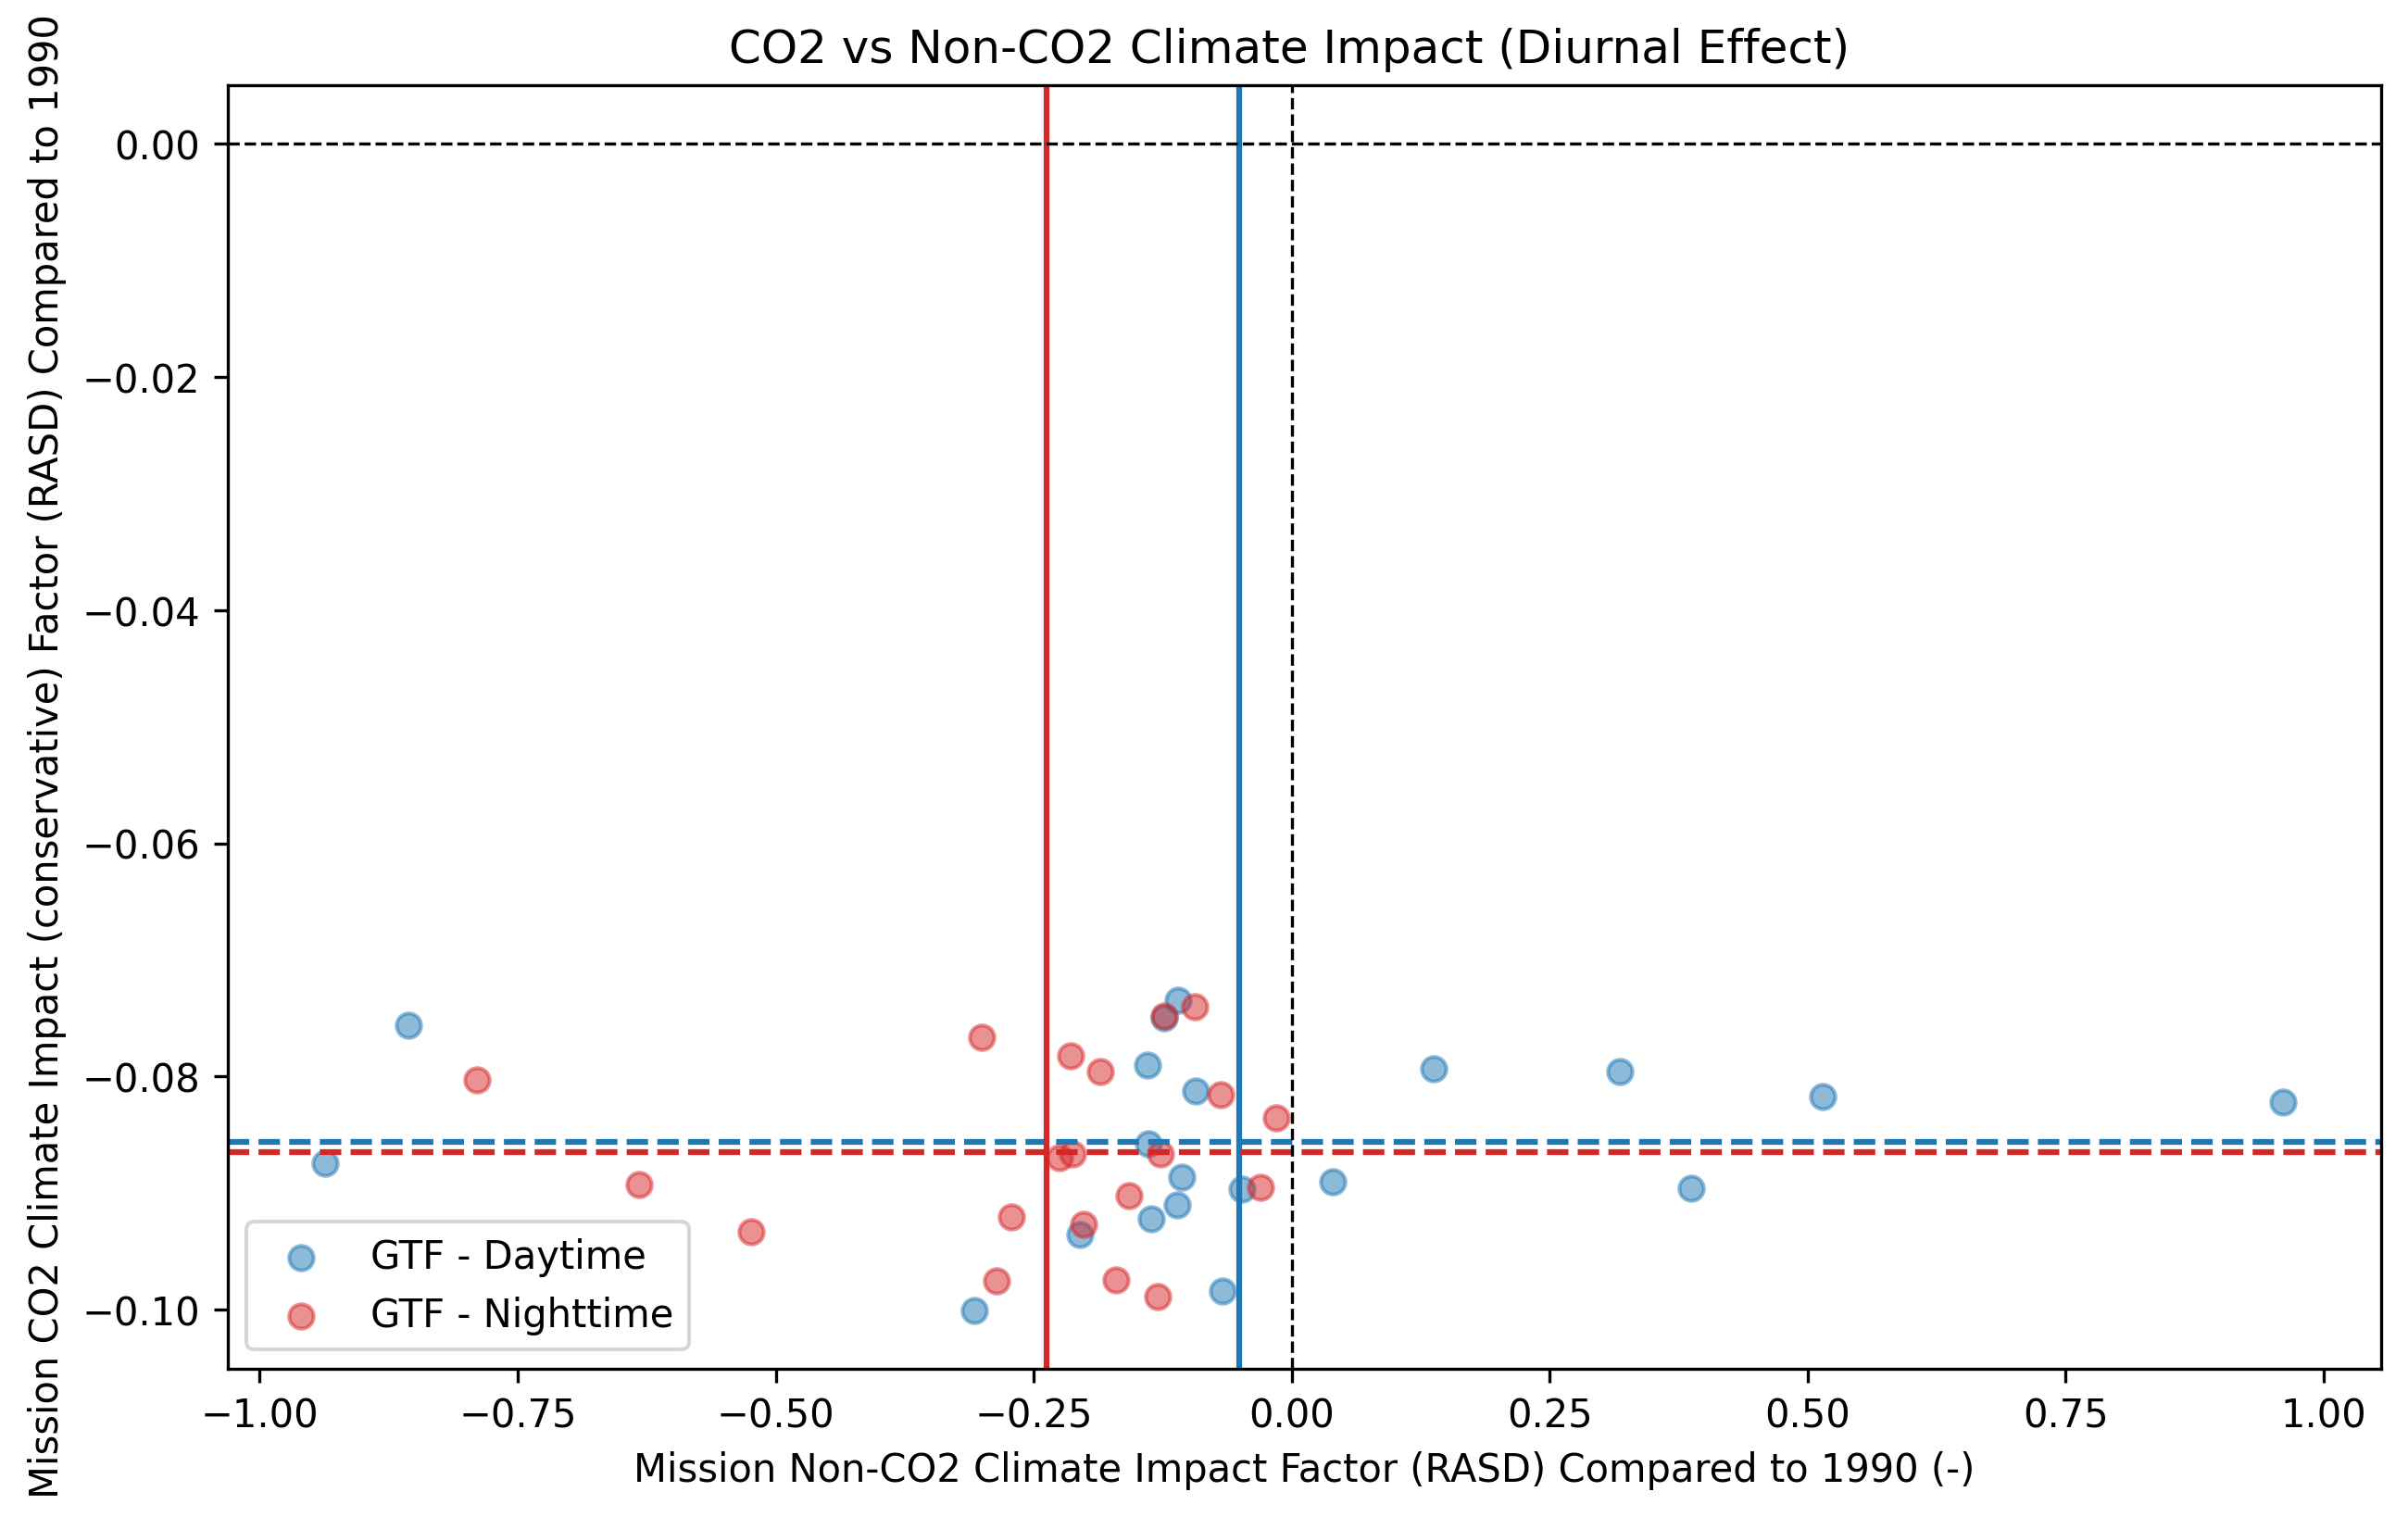 CO2 vs Non-CO2 Climate Impact (Diurnal Effect)
Mission CO2 Climate Impact (conservative) Factor (RASD) Compared to 1990
0.00
−0.02
−0.04
−0.06
−0.08
−0.10
GTF - Daytime
GTF - Nighttime
−1.00 −0.75 −0.50 −0.25 0.00 0.25 0.50 0.75 1.00
Mission Non-CO2 Climate Impact Factor (RASD) Compared to 1990 (-)